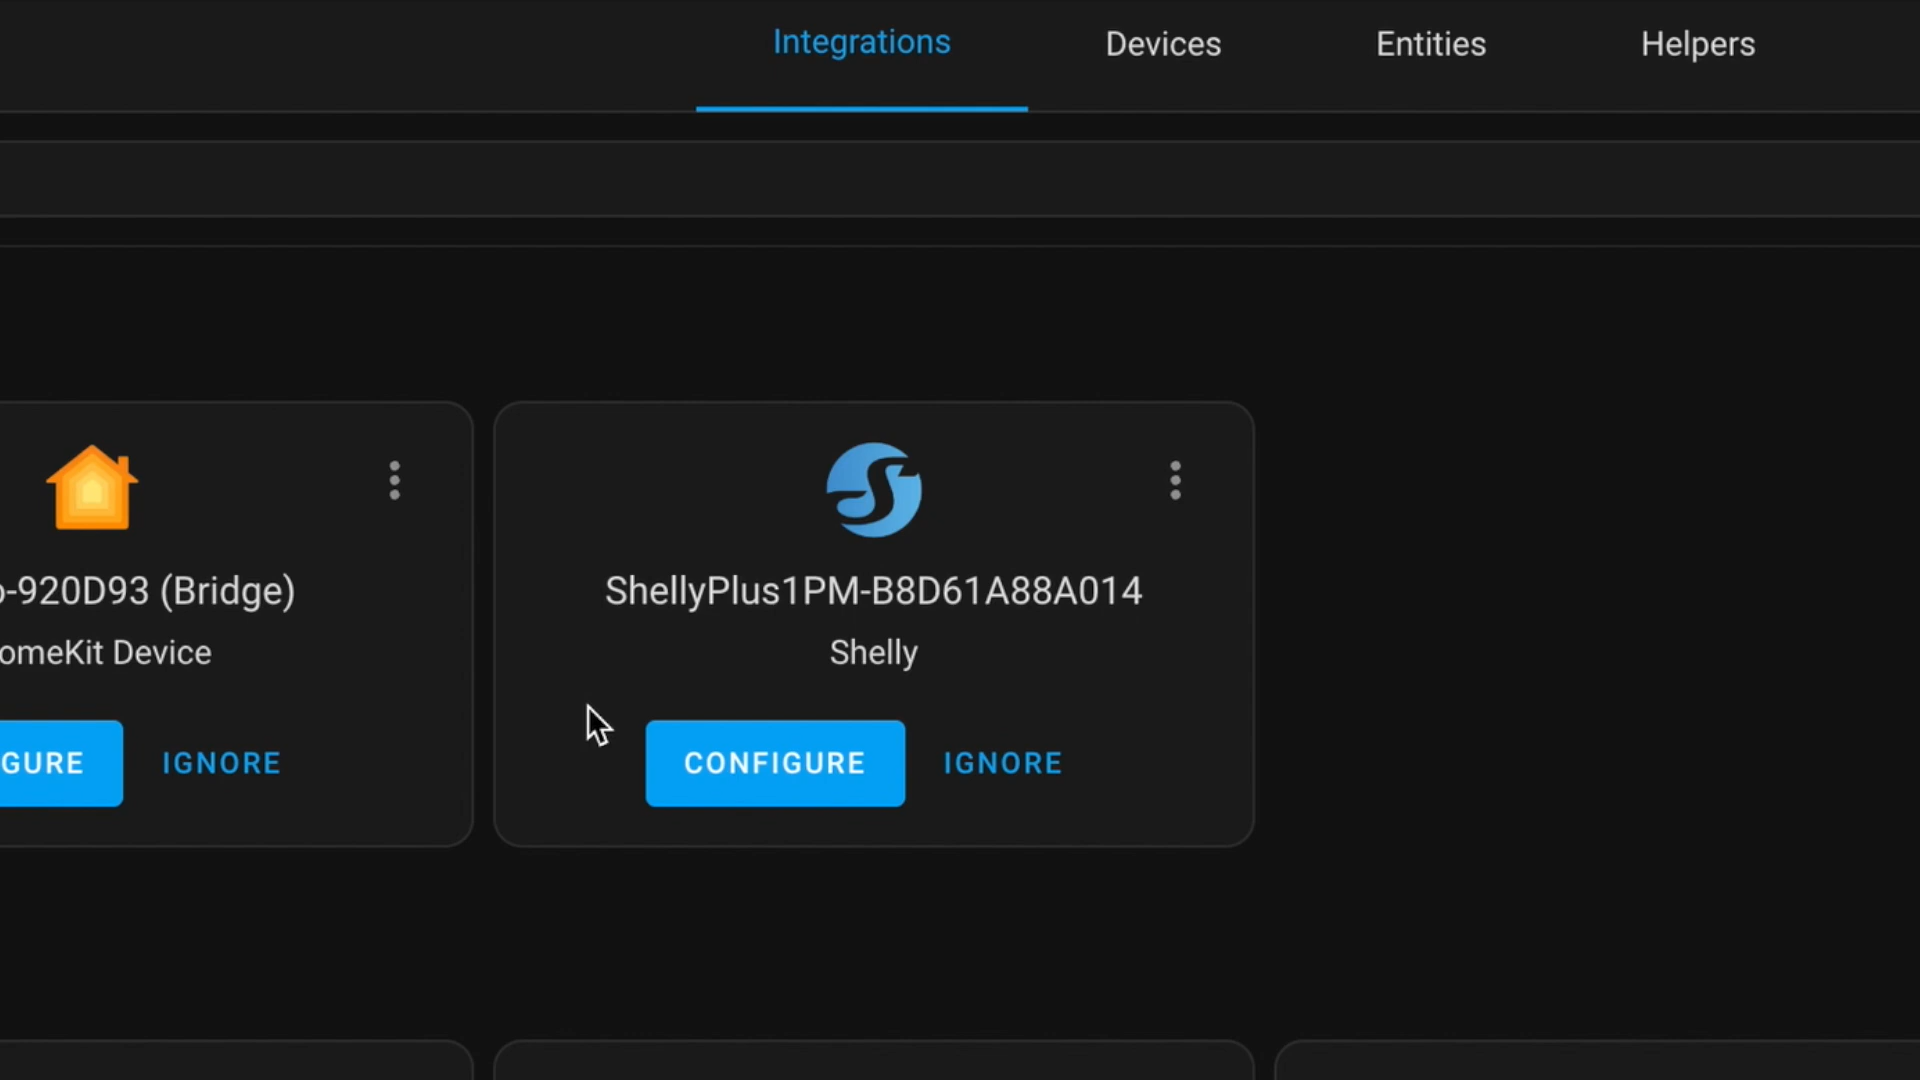 Integrations Devices Entities Helpers
-920D93 (Bridge)
omeKit Device
GURE IGNORE
ShellyPlus1PM-B8D61A88A014
Shelly
CONFIGURE IGNORE